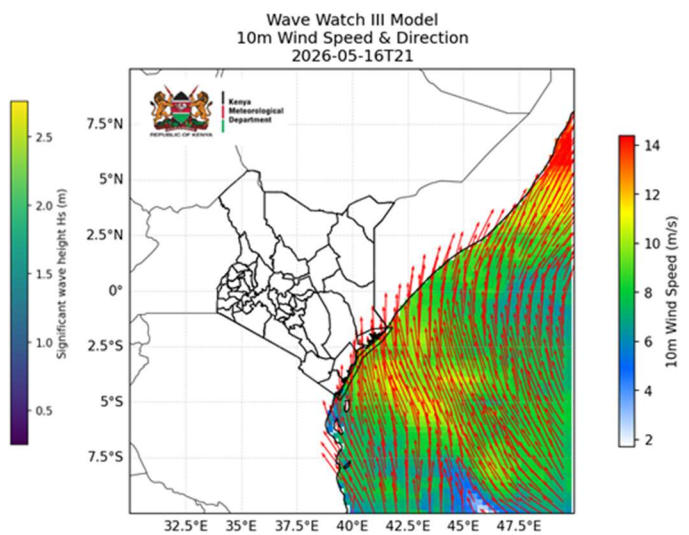 Wave Watch III Model
10m Wind Speed & Direction
2026-05-16T21
Kenya
Meteorological
Department
REPUBLIC OF KENYA
7.5°N
5°N
2.5°N
0°
2.5°S
5°S
7.5°S
32.5°E 35°E 37.5°E 40°E 42.5°E 45°E 47.5°E
2.5
2.0
1.5
1.0
0.5
Significant wave height Hs (m)
14
12
10
8
6
4
2
10m Wind Speed (m/s)